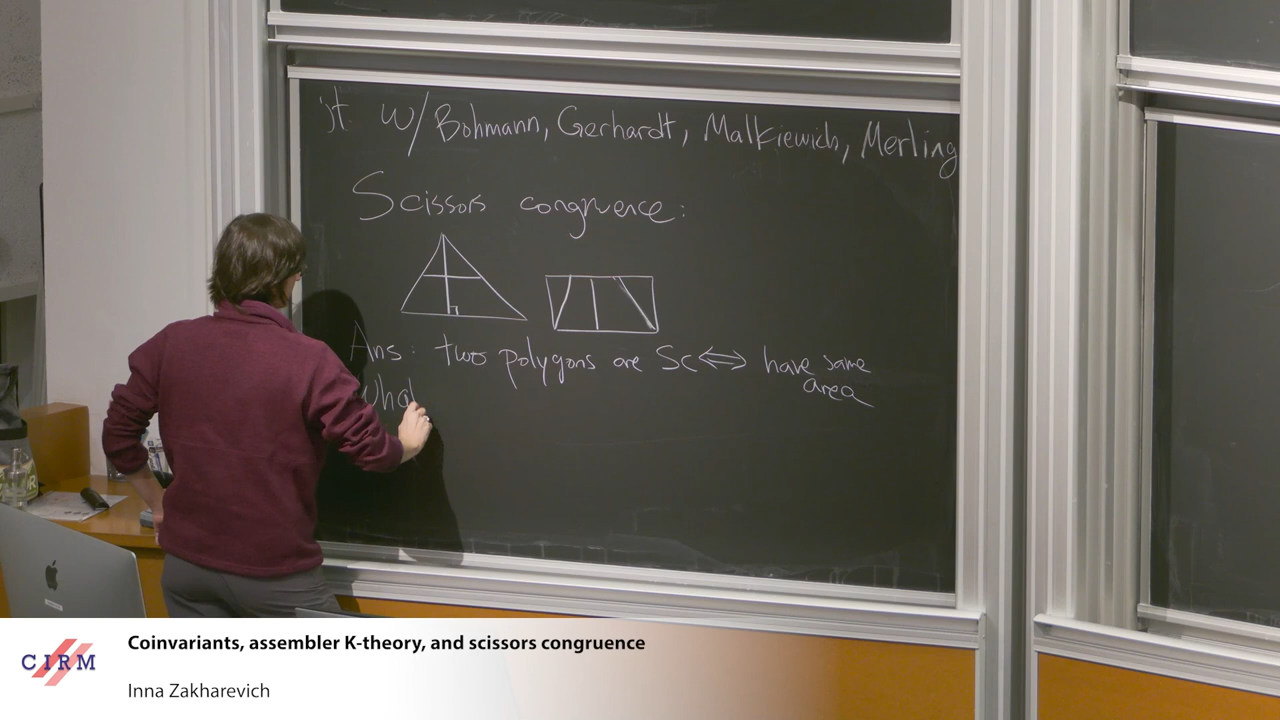 jt. w/ Bohmann, Gerhardt, Malkiewich, Merling
Scissors congruence:
Ans: two polygons are SC ⟺ have same
area
What
CIRM
Coinvariants, assembler K-theory, and scissors congruence
Inna Zakharevich